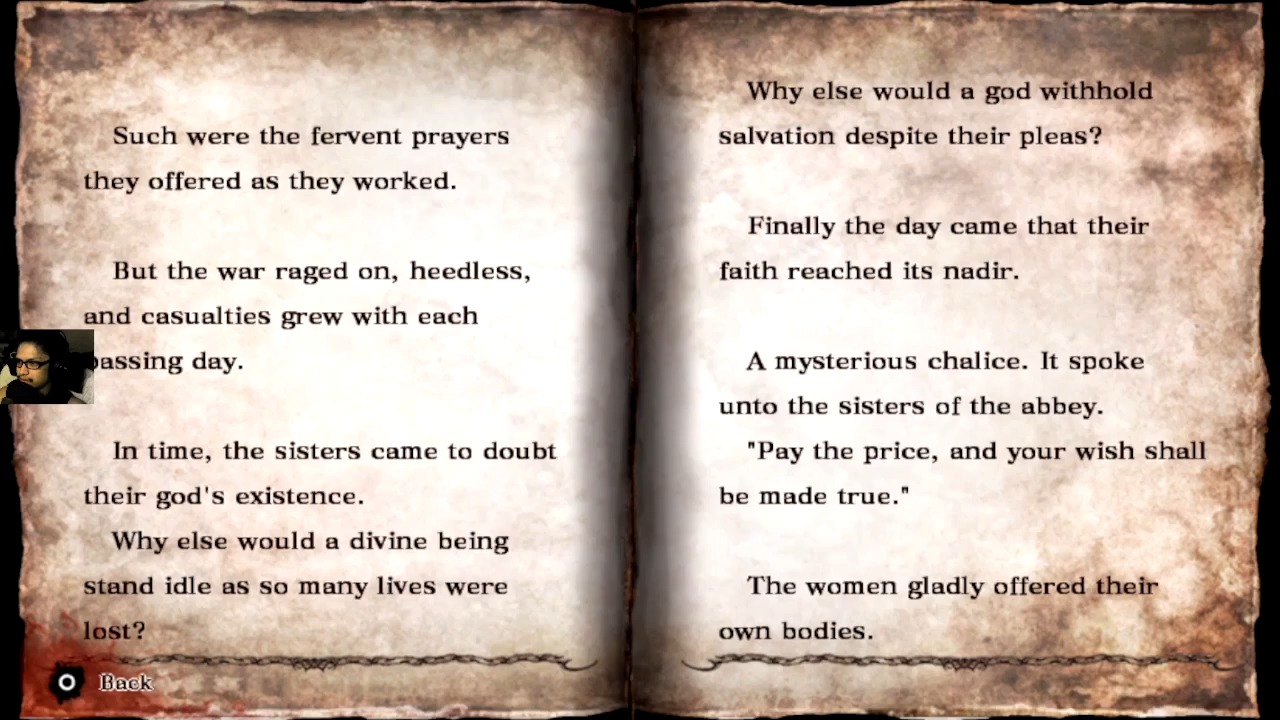 Such were the fervent prayers
they offered as they worked.
But the war raged on, heedless,
and casualties grew with each
passing day.
In time, the sisters came to doubt
their god's existence.
Why else would a divine being
stand idle as so many lives were
lost?
Why else would a god withhold
salvation despite their pleas?
Finally the day came that their
faith reached its nadir.
A mysterious chalice. It spoke
unto the sisters of the abbey.
"Pay the price, and your wish shall
be made true."
The women gladly offered their
own bodies.
Back